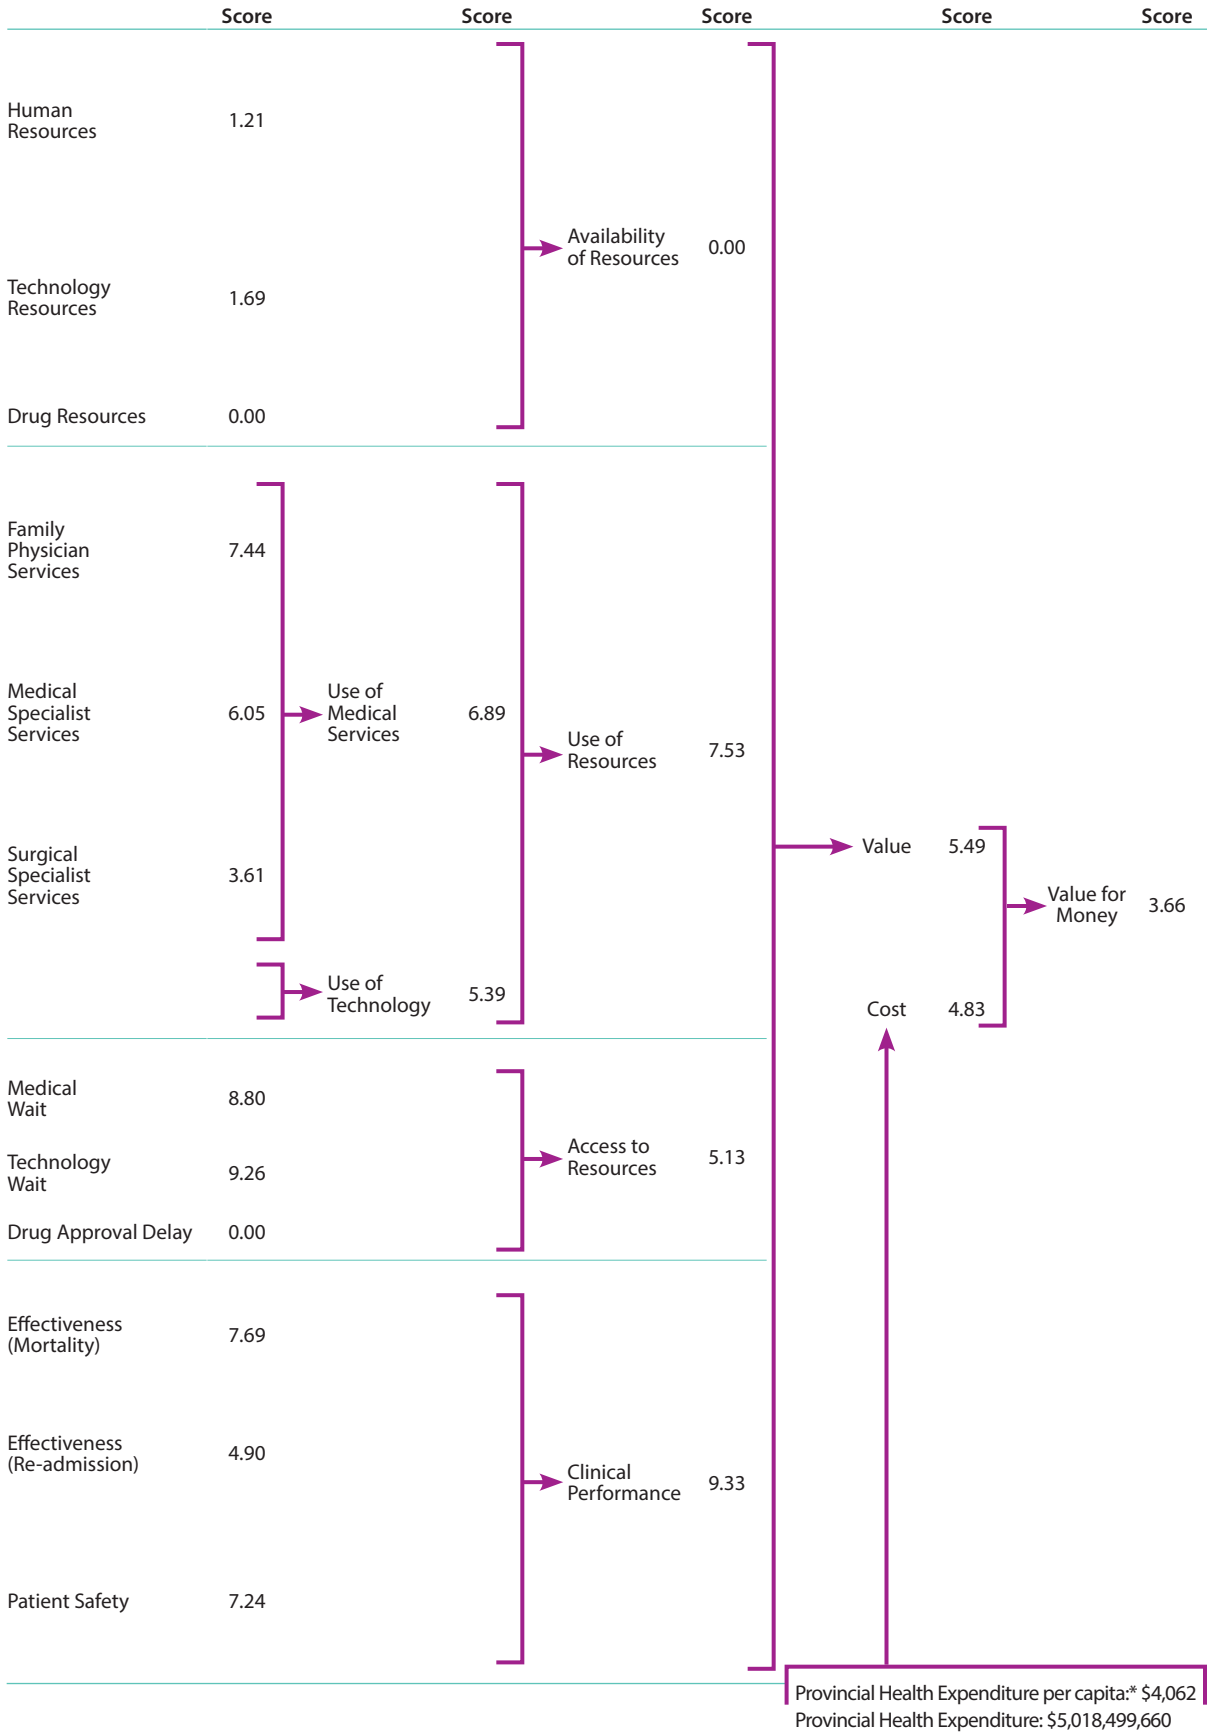 Score Score Score Score Score
Human
Resources
1.21
Technology
Resources
1.69
Drug Resources 0.00
Availability
of Resources
0.00
Family
Physician
Services
7.44
Medical
Specialist
Services
6.05
Surgical
Specialist
Services
3.61
Use of
Medical
Services
6.89
Use of
Technology
5.39
Use of
Resources
7.53
Medical
Wait
8.80
Technology
Wait
9.26
Drug Approval Delay 0.00
Access to
Resources
5.13
Effectiveness
(Mortality)
7.69
Effectiveness
(Re-admission)
4.90
Patient Safety 7.24
Clinical
Performance
9.33
Value 5.49
Cost 4.83
Value for
Money
3.66
Provincial Health Expenditure per capita:* $4,062
Provincial Health Expenditure: $5,018,499,660